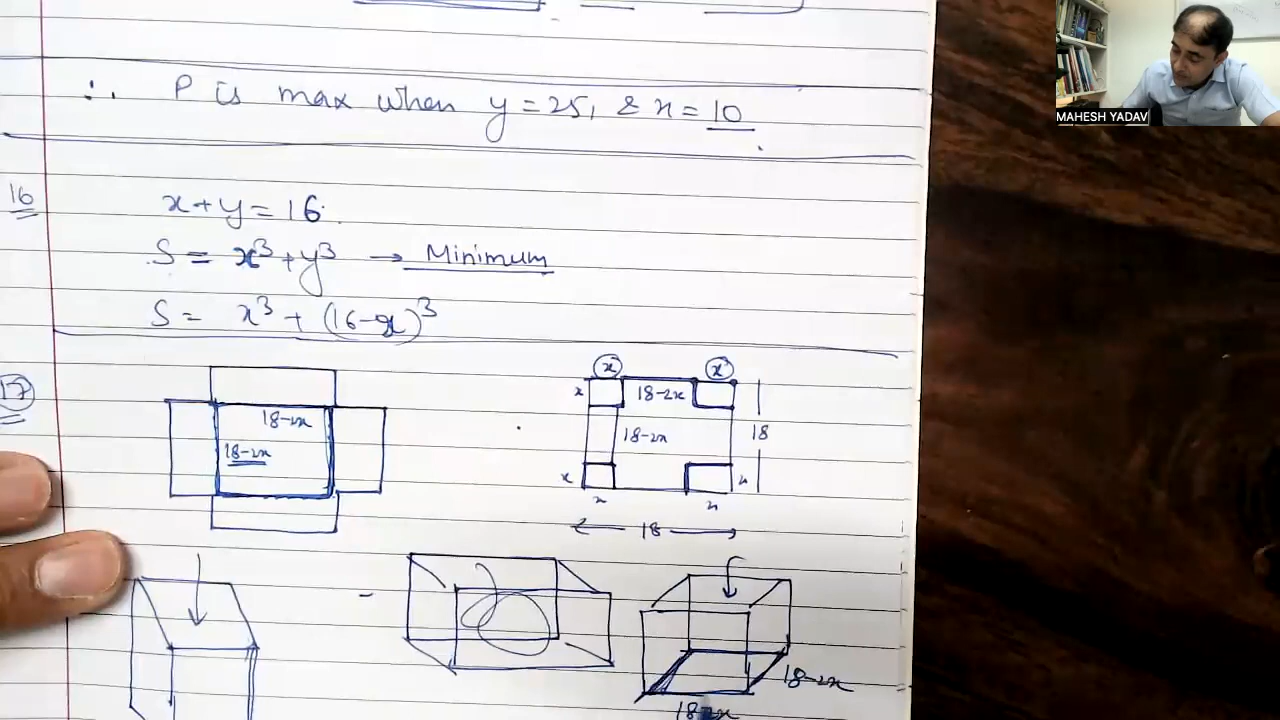 ∴ P is max when y = 25, & x = 10
MAHESH YADAV
16
x + y = 16.
S = x³ + y³ → Minimum
S = x³ + (16-x)³
17
18-2x
18-2x
x x
x 18-2x
18-2x 18
x x
x x
18
18-2x
18-2x